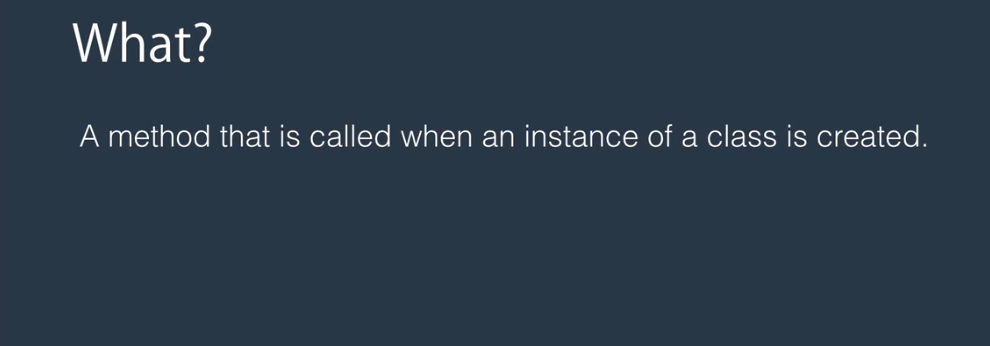 What?
A method that is called when an instance of a class is created.